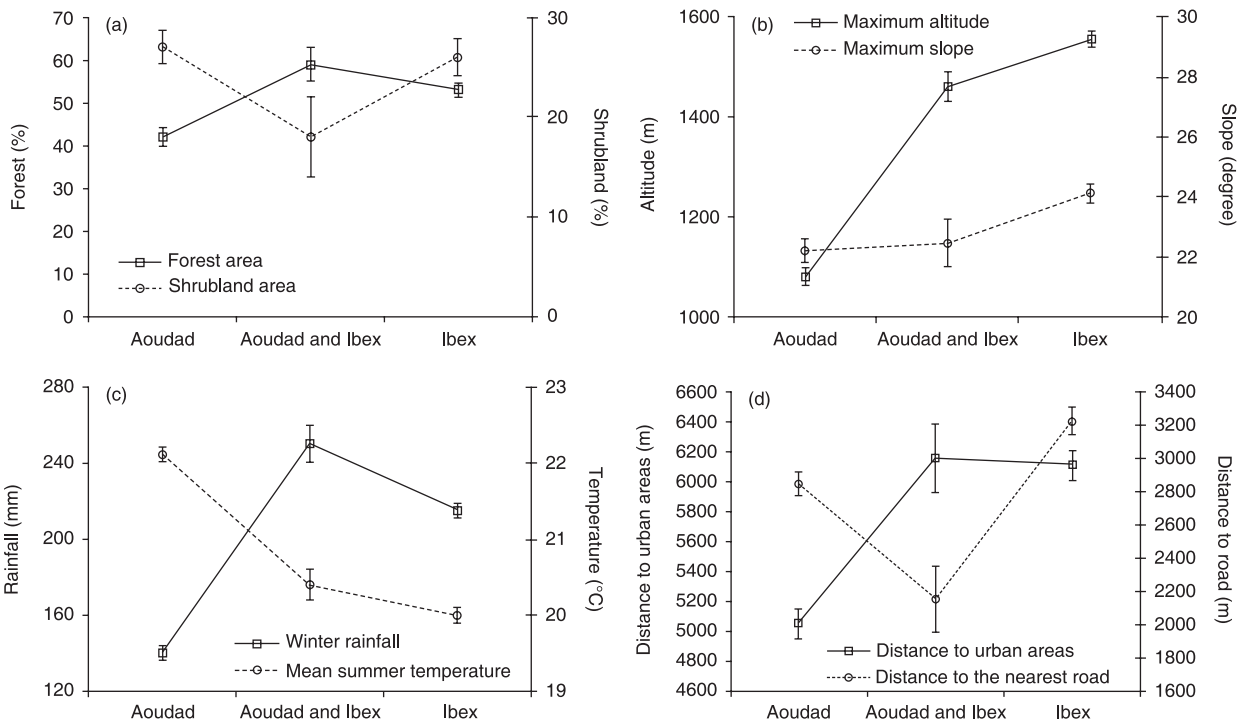 (a)
70
60
50
40
30
20
10
0
Forest (%)
30
20
10
0
Shrubland (%)
Forest area
Shrubland area
Aoudad
Aoudad and Ibex
Ibex
(b)
Maximum altitude
Maximum slope
1600
1400
1200
1000
Altitude (m)
30
28
26
24
22
20
Slope (degree)
Aoudad
Aoudad and Ibex
Ibex
(c)
280
240
200
160
120
Rainfall (mm)
23
22
21
20
19
Temperature (°C)
Winter rainfall
Mean summer temperature
Aoudad
Aoudad and Ibex
Ibex
(d)
6600
6400
6200
6000
5800
5600
5400
5200
5000
4800
4600
Distance to urban areas (m)
3400
3200
3000
2800
2600
2400
2200
2000
1800
1600
Distance to road
(m)
Distance to urban areas
Distance to the nearest road
Aoudad
Aoudad and Ibex
Ibex